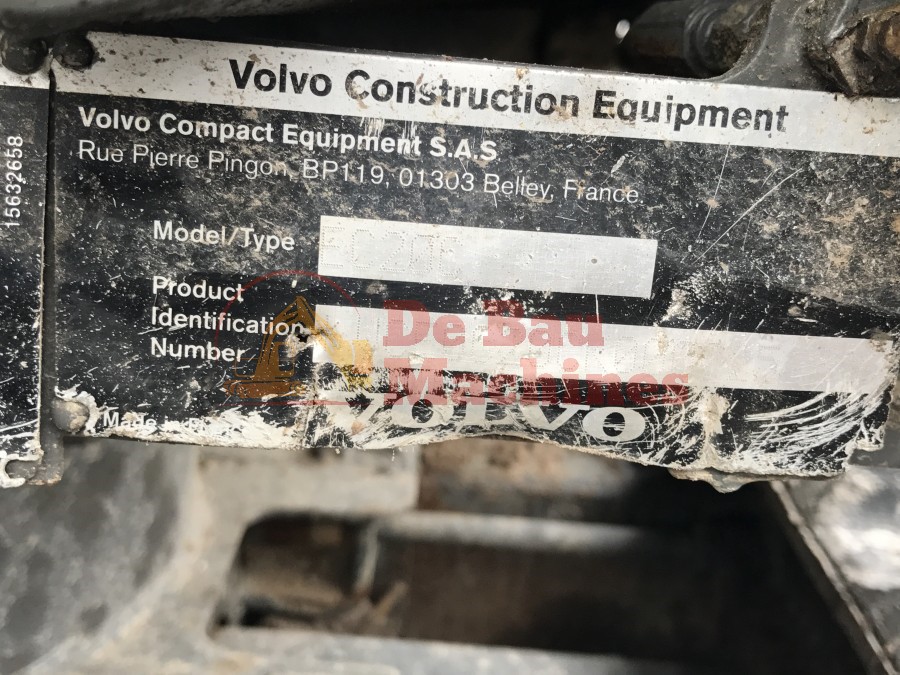 Volvo Construction Equipment
Volvo Compact Equipment S.A.S
Rue Pierre Pingon, BP119, 01303 Belley, France.
15632658
Model/Type
Product
Identification
Number
De Bau
Machines
VOLVO
Made in